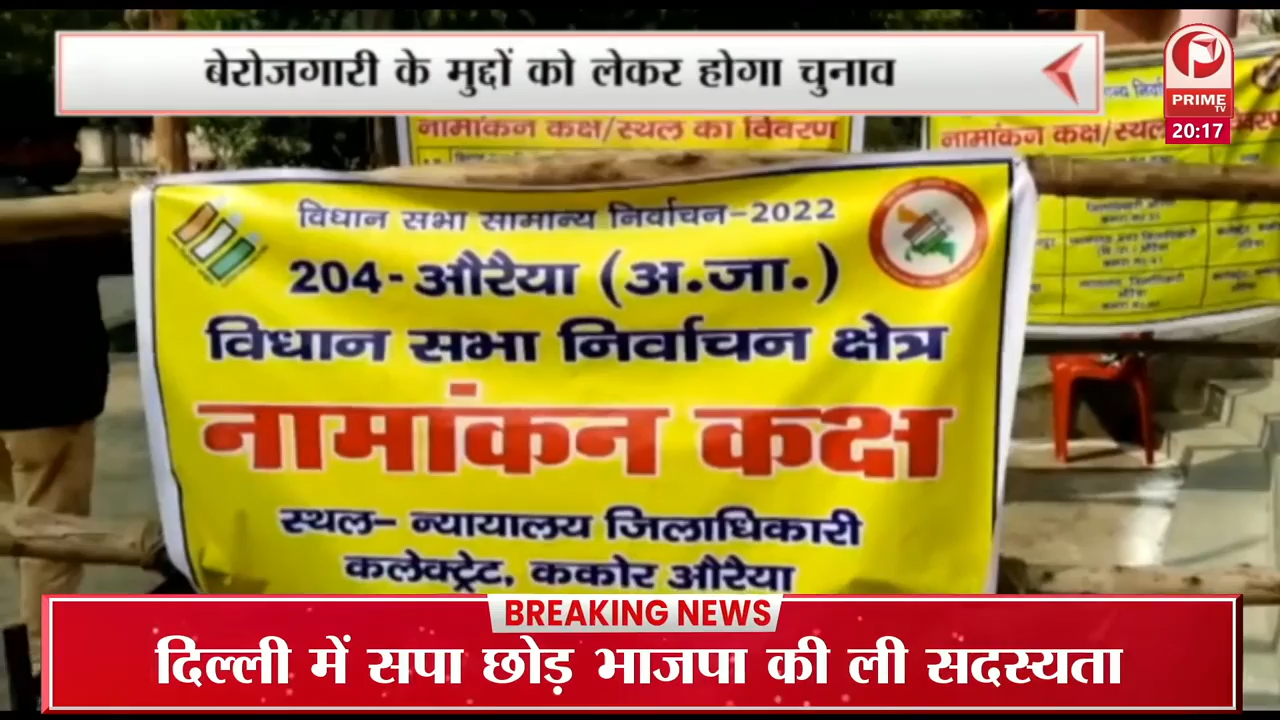 बेरोजगारी के मुद्दों को लेकर होगा चुनाव
PRIME
TV
20:17
नामांकन कक्ष/स्थल का विवरण
नामांकन कक्ष/स्थल
विधान सभा सामान्य निर्वाचन-2022
204-औरैया (अ.जा.)
विधान सभा निर्वाचन क्षेत्र
नामांकन कक्ष
स्थल- न्यायालय जिलाधिकारी
कलेक्ट्रेट, ककोर औरैया
BREAKING NEWS
दिल्ली में सपा छोड़ भाजपा की ली सदस्यता